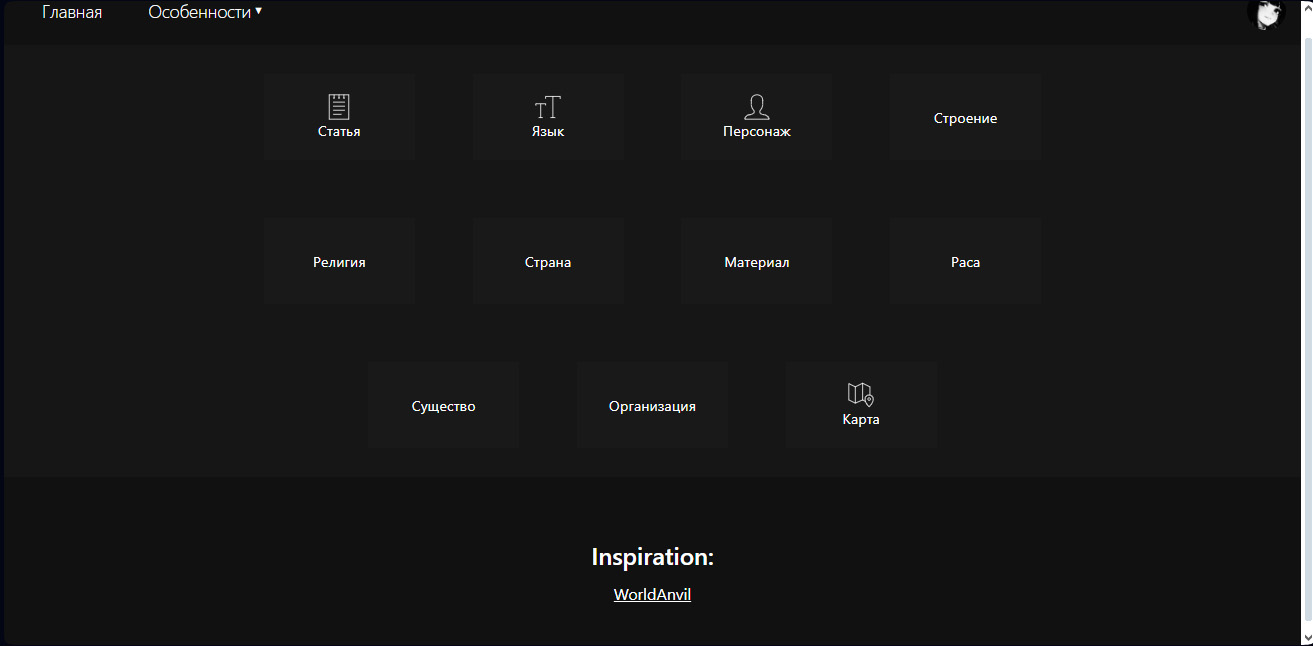 Главная
Особенности ▾
Статья
Язык
Персонаж
Строение
Религия
Страна
Материал
Раса
Существо
Организация
Карта
Inspiration:
WorldAnvil